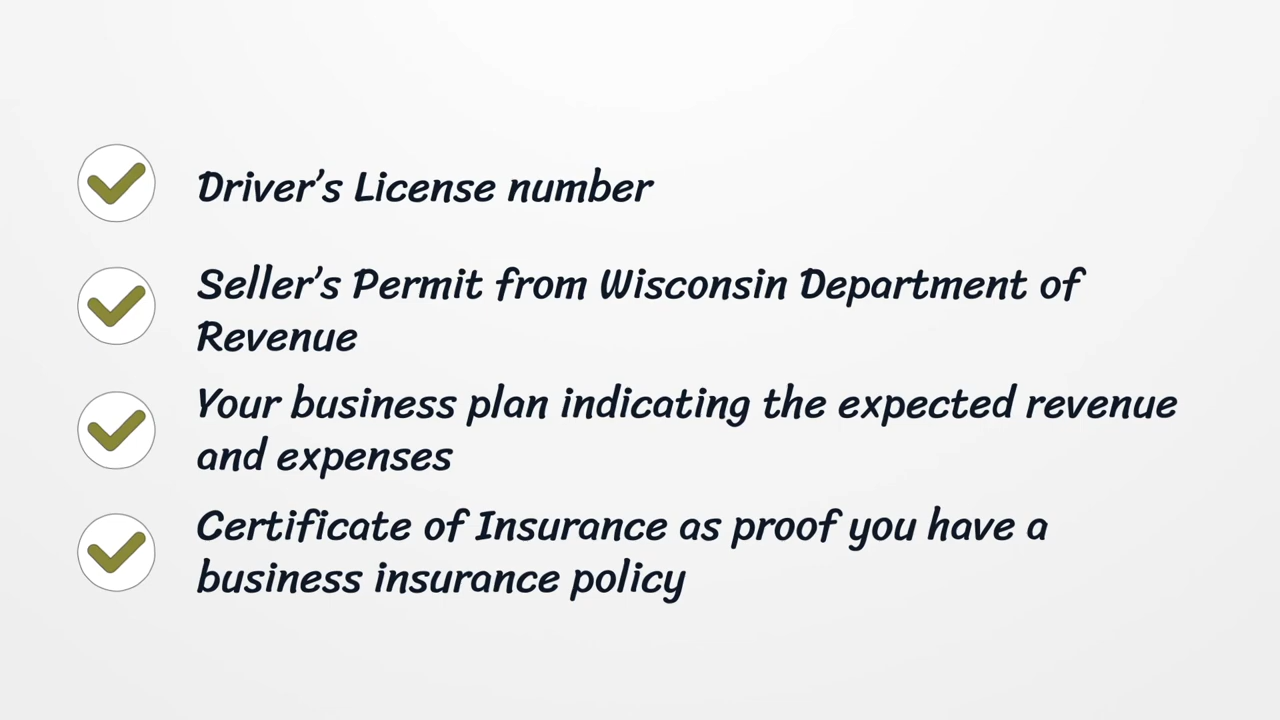 Driver's License number
Seller's Permit from Wisconsin Department of
Revenue
Your business plan indicating the expected revenue
and expenses
Certificate of Insurance as proof you have a
business insurance policy